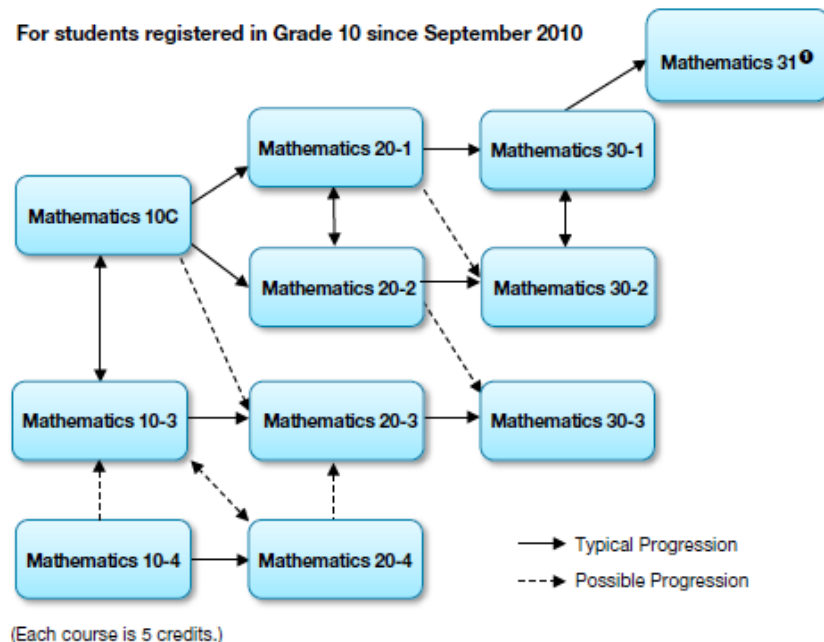 For students registered in Grade 10 since September 2010
Mathematics 31❶
Mathematics 20-1
Mathematics 30-1
Mathematics 10C
Mathematics 20-2
Mathematics 30-2
Mathematics 10-3
Mathematics 20-3
Mathematics 30-3
Mathematics 10-4
Mathematics 20-4
Typical Progression
Possible Progression
(Each course is 5 credits.)